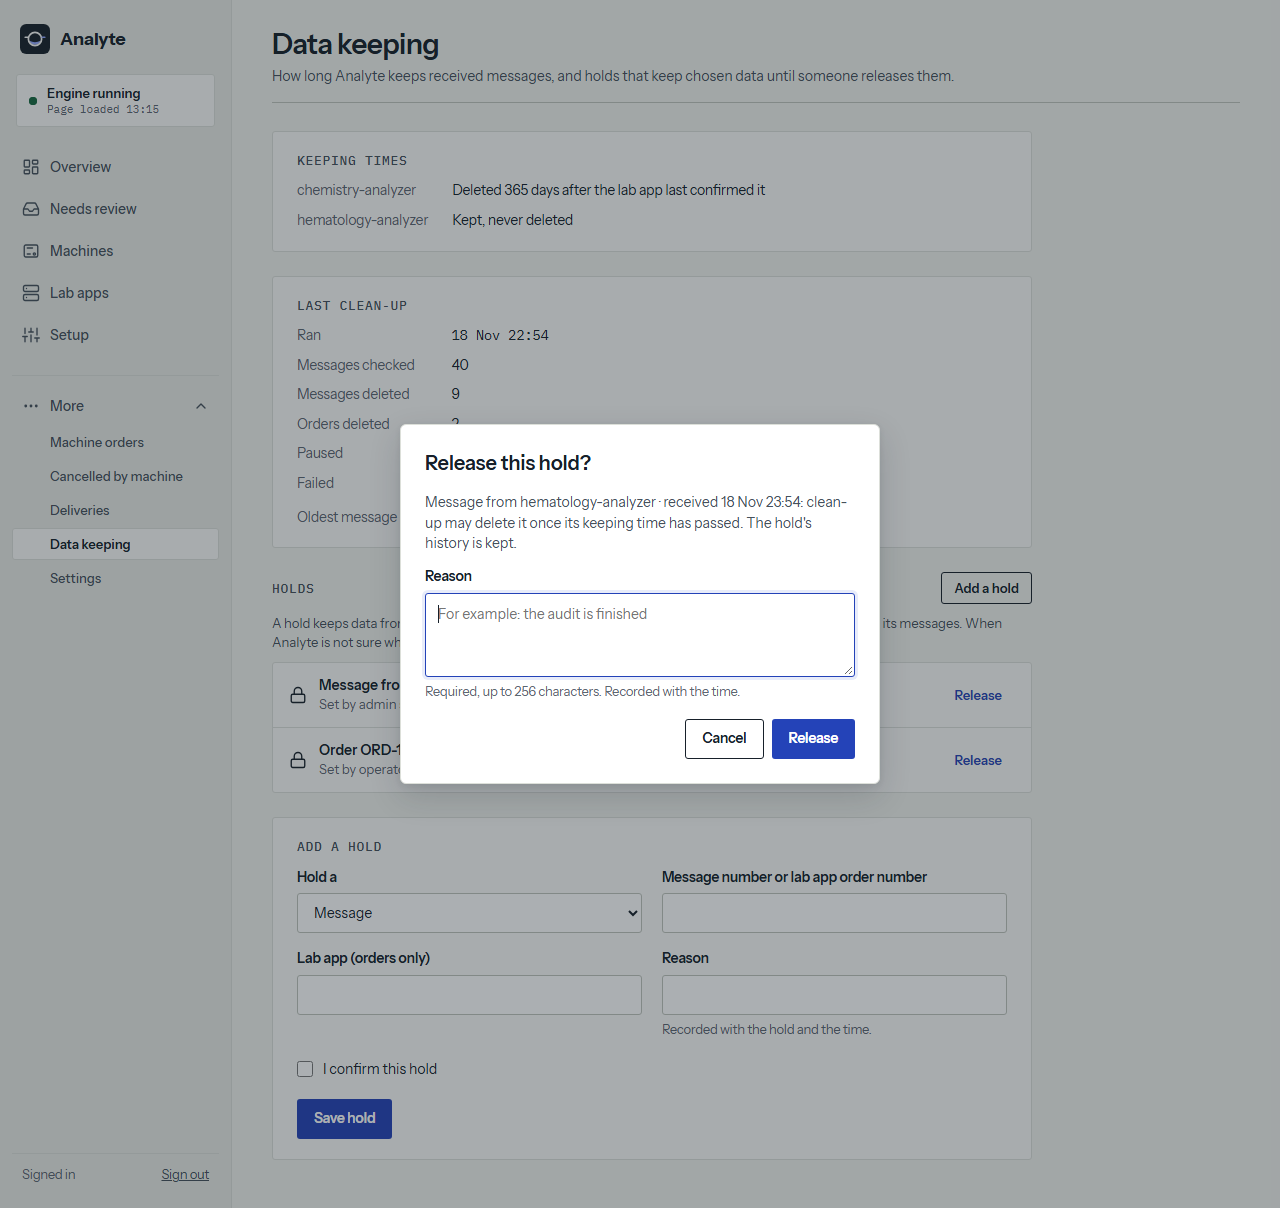 Analyte
Engine running
Page loaded 13:15
Overview
Needs review
Machines
Lab apps
Setup
More
Machine orders
Cancelled by machine
Deliveries
Data keeping
Settings
Signed in
Sign out
Data keeping
How long Analyte keeps received messages, and holds that keep chosen data until someone releases them.
KEEPING TIMES
chemistry-analyzer Deleted 365 days after the lab app last confirmed it
hematology-analyzer Kept, never deleted
LAST CLEAN-UP
Ran 18 Nov 22:54
Messages checked 40
Messages deleted 9
Orders deleted 2
Paused
Failed
Oldest message
Release this hold?
Message from hematology-analyzer · received 18 Nov 23:54: clean-
up may delete it once its keeping time has passed. The hold's
history is kept.
Reason
For example: the audit is finished
Required, up to 256 characters. Recorded with the time.
Cancel
Release
HOLDS
Add a hold
A hold keeps data its messages. When
Analyte is not sure
Message
Set by admin
Release
Order
Set by
Release
ADD A HOLD
Hold a
Message
Message number or lab app order number
Lab app (orders only)
Reason
Recorded with the hold and the time.
I confirm this hold
Save hold